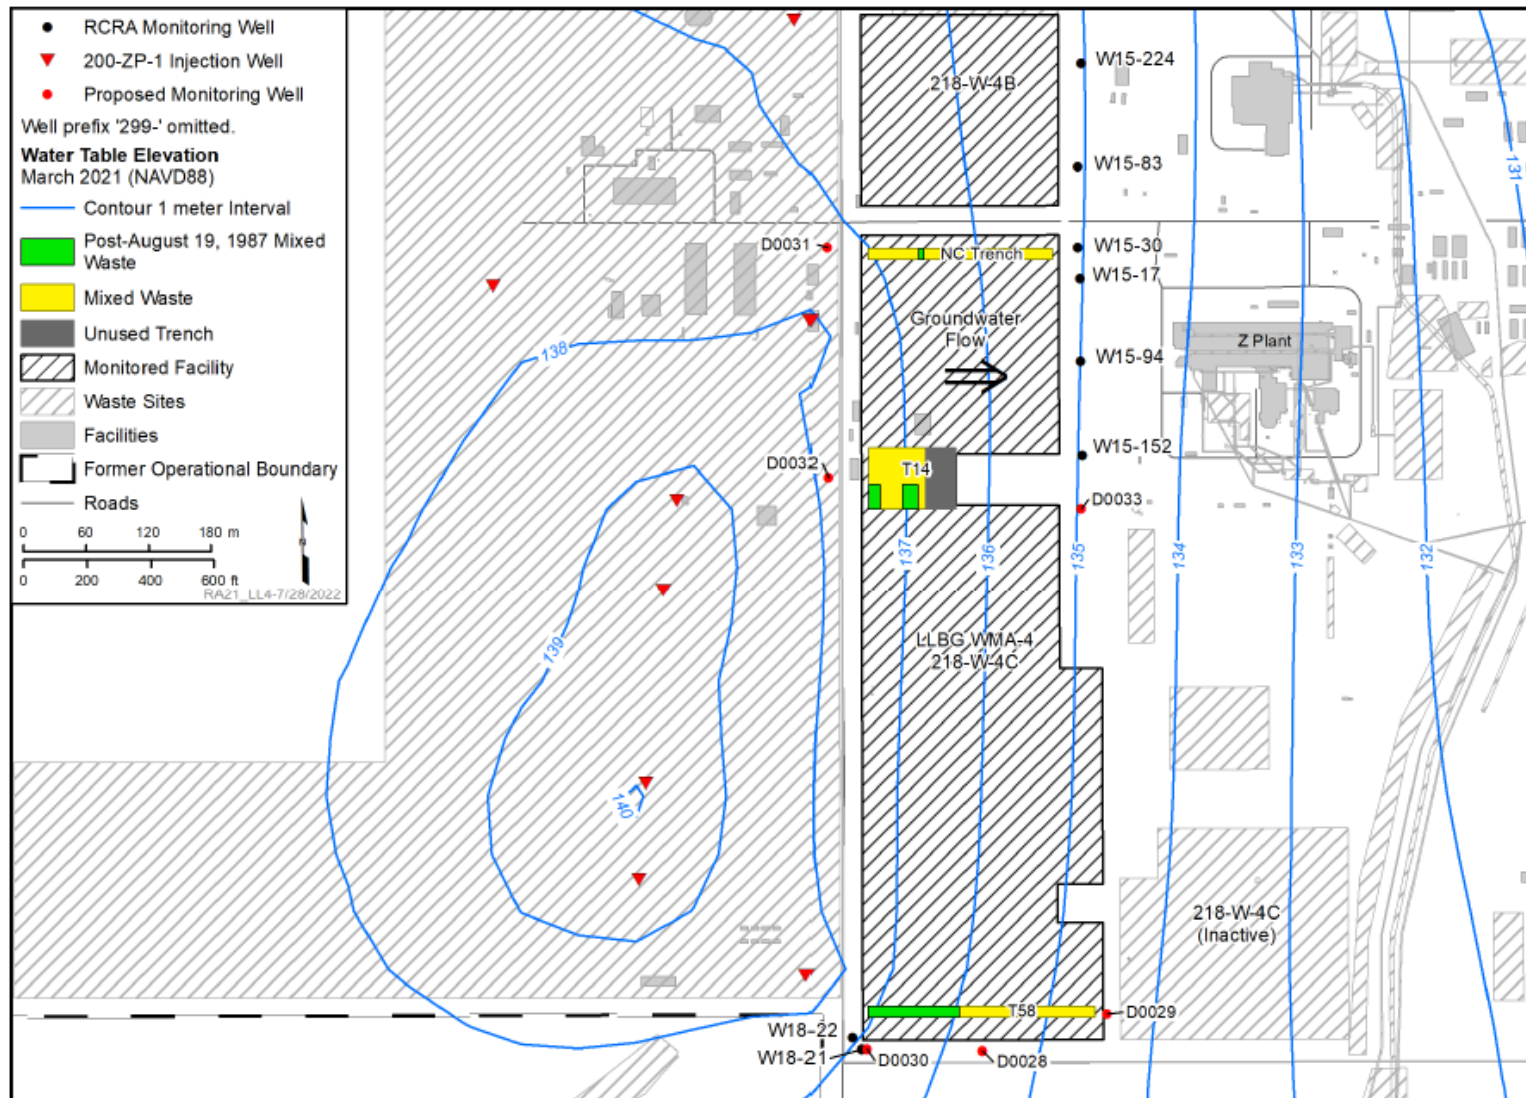 RCRA Monitoring Well
200-ZP-1 Injection Well
Proposed Monitoring Well
Well prefix '299-' omitted.
Water Table Elevation
March 2021 (NAVD88)
Contour 1 meter Interval
Post-August 19, 1987 Mixed
Waste
Mixed Waste
Unused Trench
Monitored Facility
Waste Sites
Facilities
Former Operational Boundary
Roads
0 60 120 180 m
0 200 400 600 ft
N
RA21_LL4-7/28/2022
218-W-4B
W15-224
W15-83
131
D0031
NC Trench
W15-30
W15-17
Groundwater
Flow
Z Plant
138
W15-94
W15-152
D0032
T14
D0033
137
136
135
134
133
132
139
LLBG WMA-4
218-W-4C
140
218-W-4C
(Inactive)
T58
D0029
W18-22
W18-21
D0030
D0028